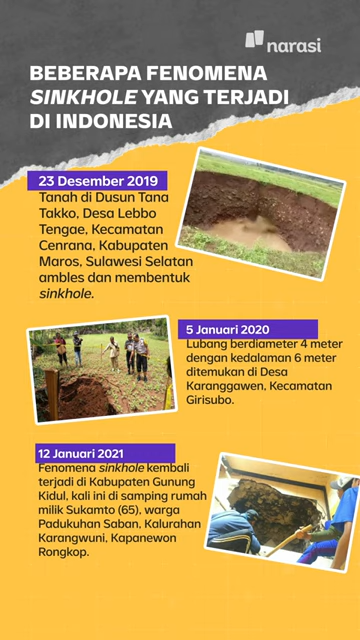 narasi
BEBERAPA FENOMENA
SINKHOLE YANG TERJADI
DI INDONESIA
23 Desember 2019
Tanah di Dusun Tana
Takko, Desa Lebbo
Tengae, Kecamatan
Cenrana, Kabupaten
Maros, Sulawesi Selatan
ambles dan membentuk
sinkhole.
5 Januari 2020
Lubang berdiameter 4 meter
dengan kedalaman 6 meter
ditemukan di Desa
Karanggawen, Kecamatan
Girisubo.
12 Januari 2021
Fenomena sinkhole kembali
terjadi di Kabupaten Gunung
Kidul, kali ini di samping rumah
milik Sukamto (65), warga
Padukuhan Saban, Kalurahan
Karangwuni, Kapanewon
Rongkop.